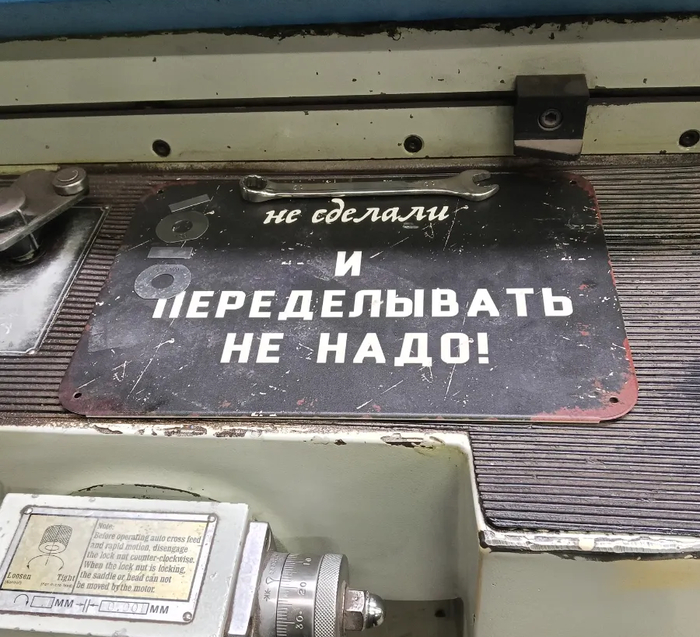 не сделали
И
ПЕРЕДЕЛЫВАТЬ
НЕ НАДО!
Note:
Before operating auto cross feed
and rapid motion, disengage
the lock nut counter-clockwise.
When the lock nut is locking,
the saddle or head can not
be moved by the motor.
Loosen
Tight
MM
MM
20
30